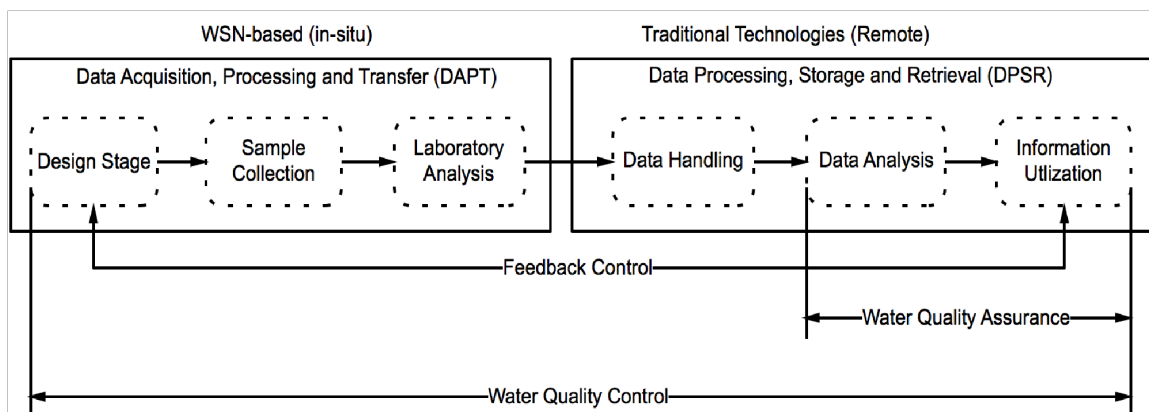 WSN-based (in-situ)
Traditional Technologies (Remote)
Data Acquisition, Processing and Transfer (DAPT)
Data Processing, Storage and Retrieval (DPSR)
Design Stage
Sample
Collection
Laboratory
Analysis
Data Handling
Data Analysis
Information
Utlization
Feedback Control
Water Quality Assurance
Water Quality Control